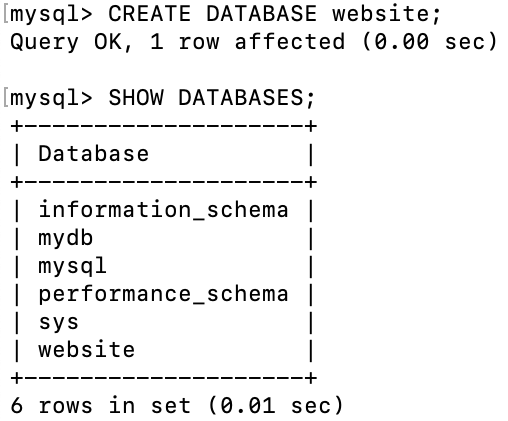 [mysql> CREATE DATABASE website;
Query OK, 1 row affected (0.00 sec)
[mysql> SHOW DATABASES;
+--------------------+
| Database           |
+--------------------+
| information_schema |
| mydb               |
| mysql              |
| performance_schema |
| sys                |
| website            |
+--------------------+
6 rows in set (0.01 sec)